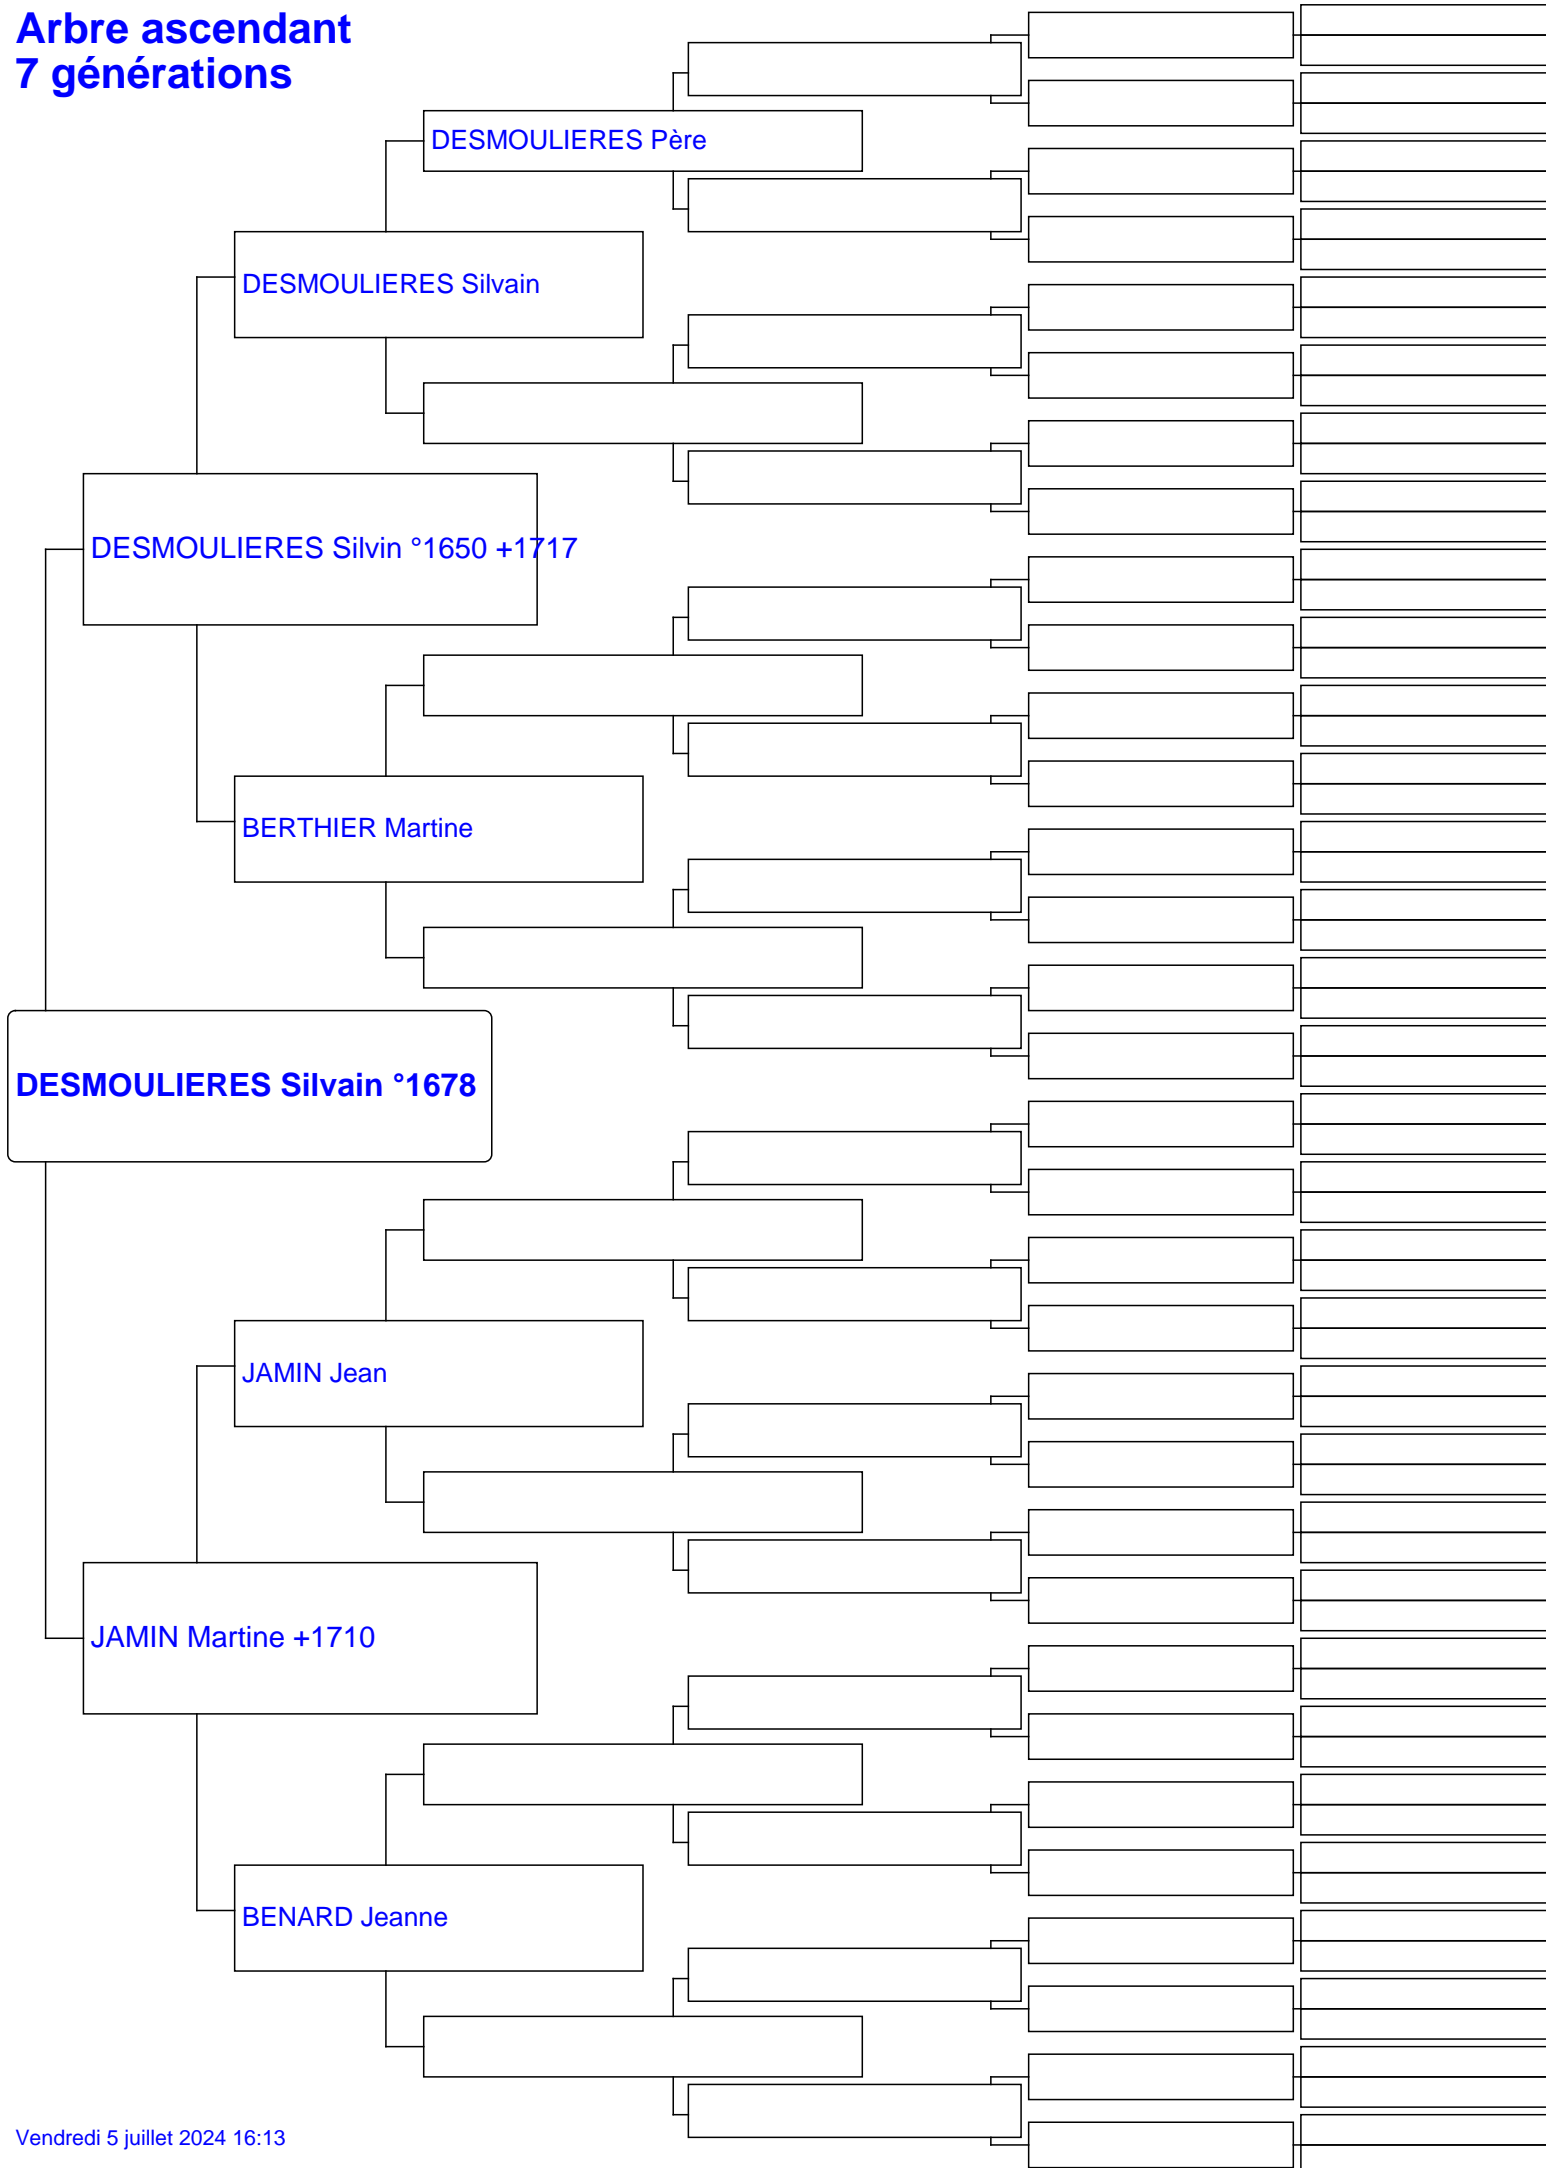 Arbre ascendant
7 générations
DESMOULIERES Père
DESMOULIERES Silvain
DESMOULIERES Silvin °1650 +1717
BERTHIER Martine
DESMOULIERES Silvain °1678
JAMIN Jean
JAMIN Martine +1710
BENARD Jeanne
Vendredi 5 juillet 2024 16:13